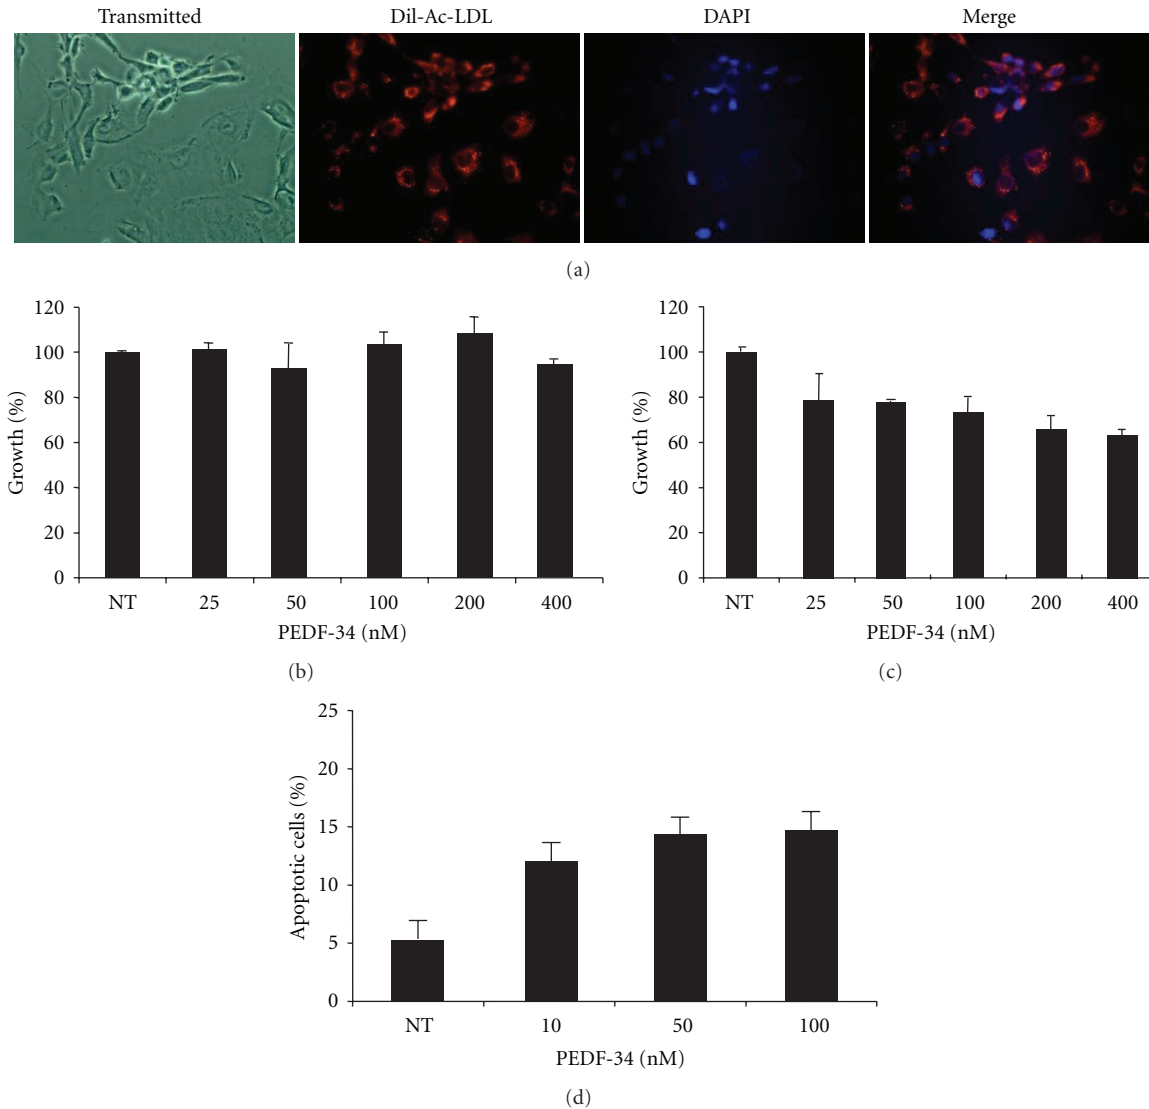 Transmitted
Dil-Ac-LDL
DAPI
Merge
(a)
120
100
80
60
40
20
0
Growth (%)
NT 25 50 100 200 400
PEDF-34 (nM)
(b)
120
100
80
60
40
20
0
Growth (%)
NT 25 50 100 200 400
PEDF-34 (nM)
(c)
25
20
15
10
5
0
Apoptotic cells (%)
NT 10 50 100
PEDF-34 (nM)
(d)